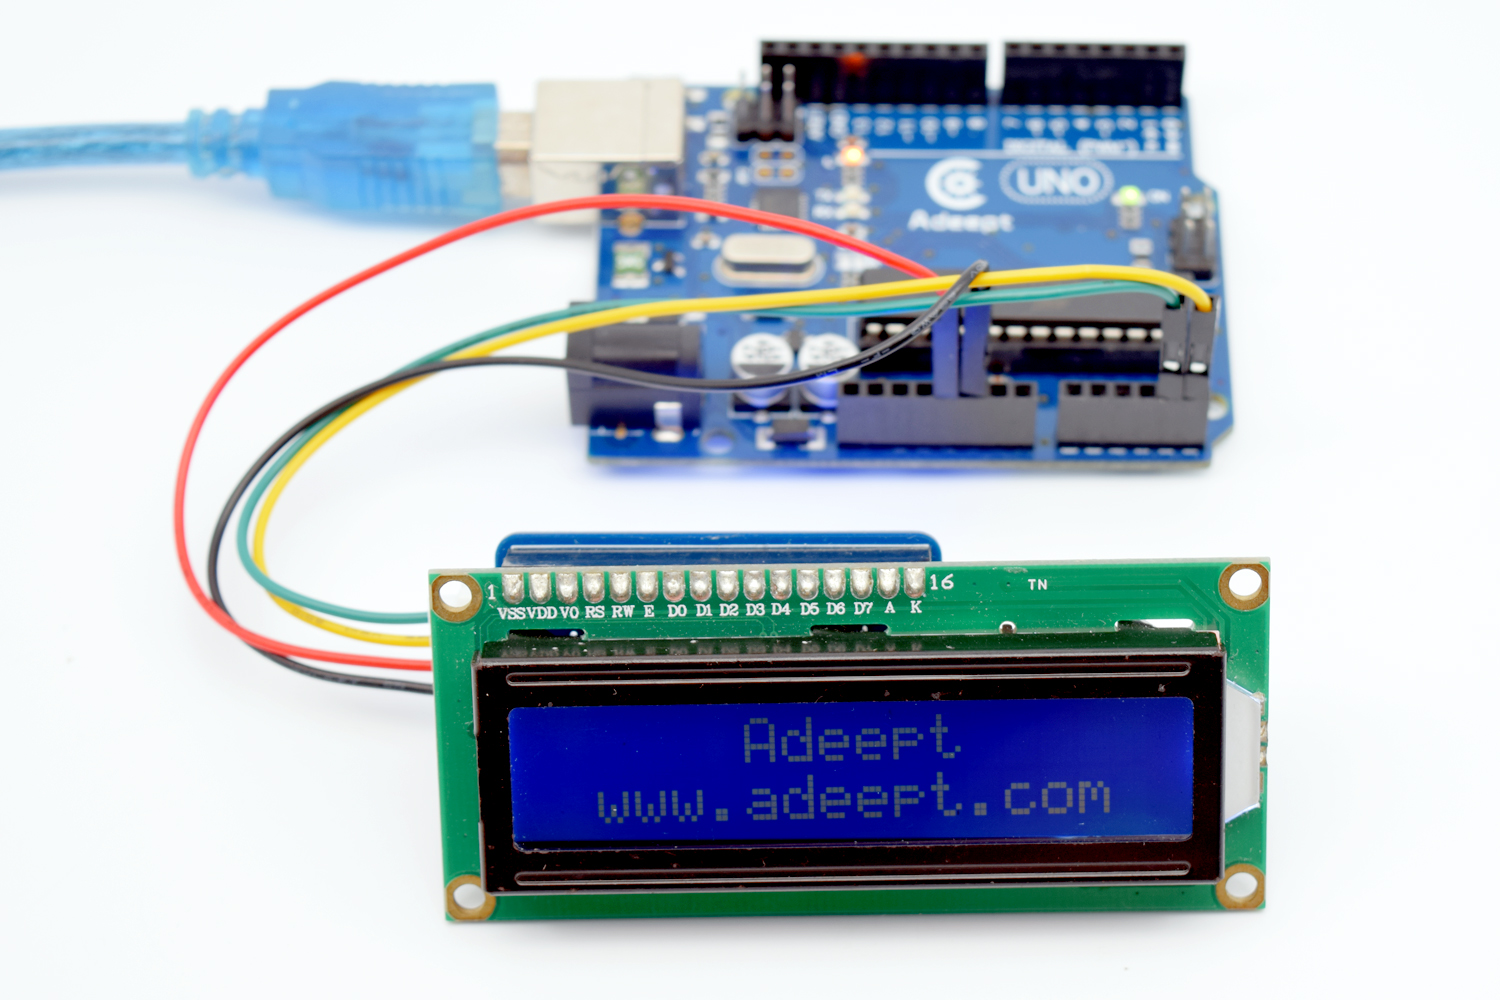 UNO
Adeept
1 16 TN
VSS VDD V0 RS RW E D0 D1 D2 D3 D4 D5 D6 D7 A K
Adeept
www.adeept.com